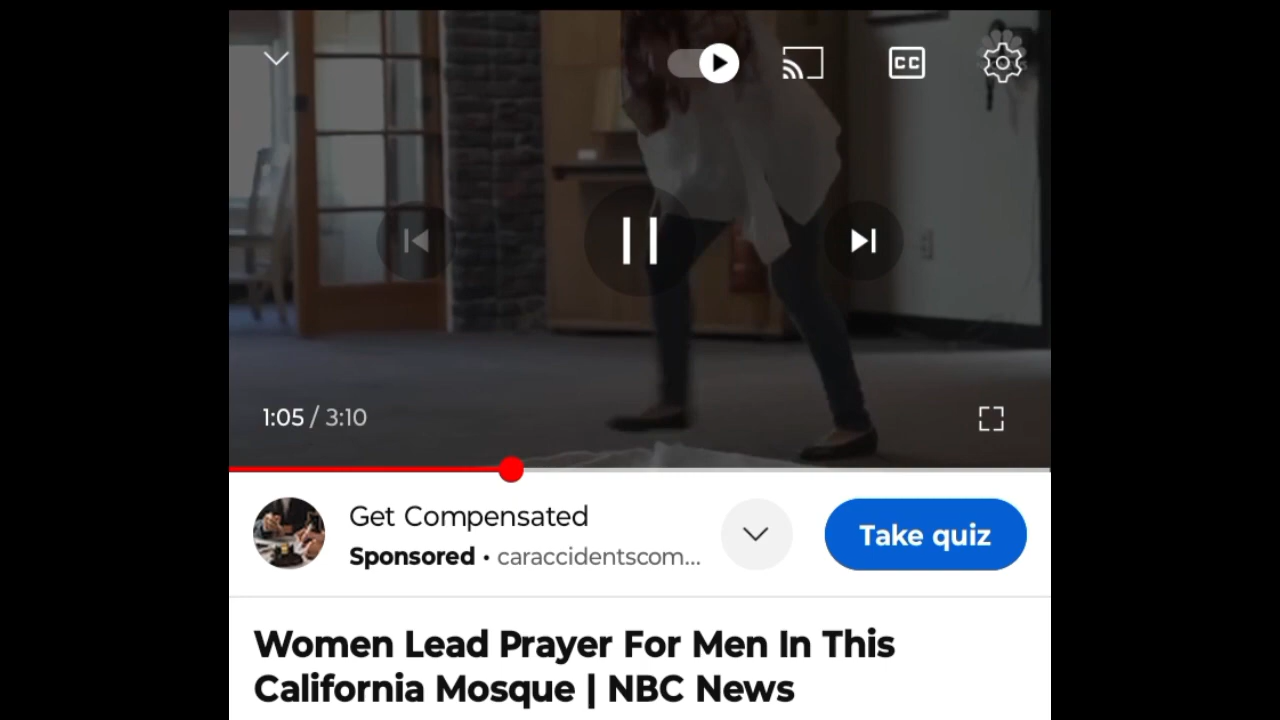 CC
1:05 / 3:10
Get Compensated
Sponsored • caraccidentscom...
Take quiz
Women Lead Prayer For Men In This
California Mosque | NBC News